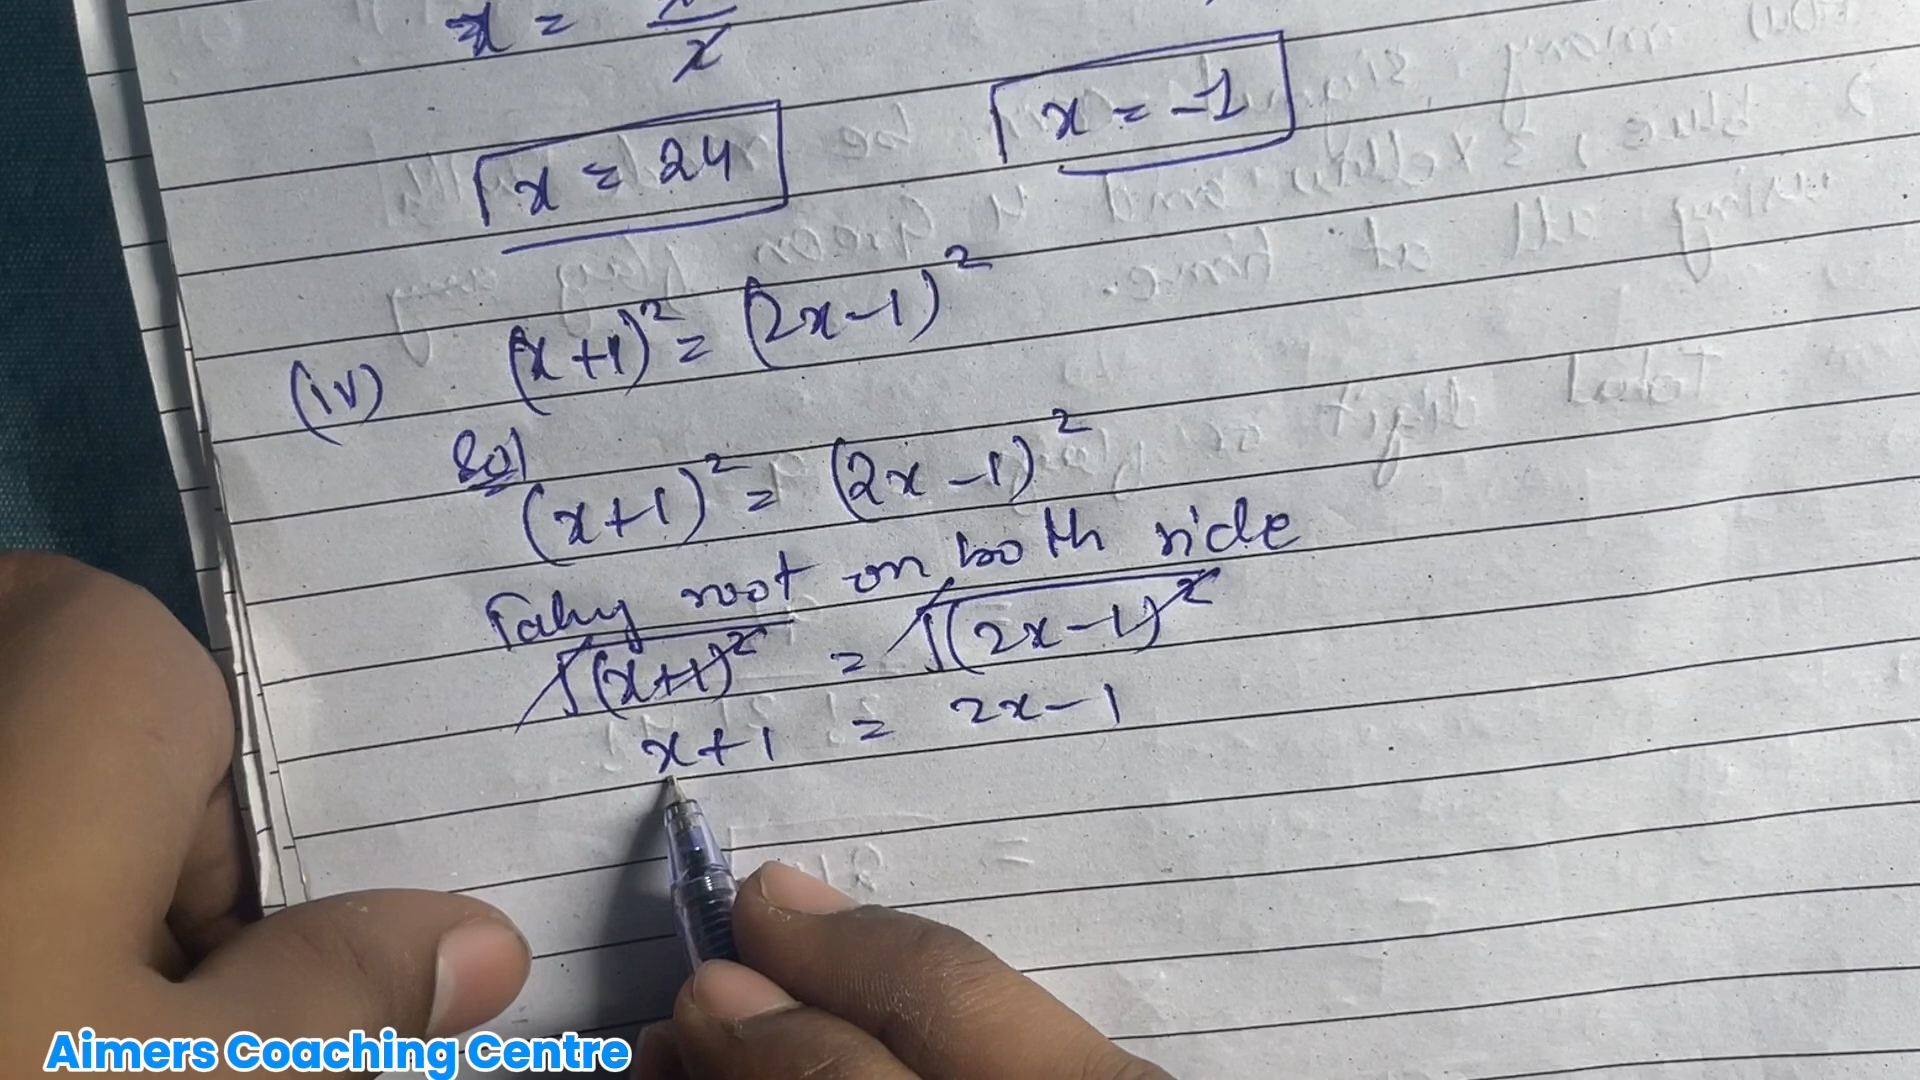 x =
x
x = 24
x = -1
(iv) (x+1)² = (2x-1)²
Sol
(x+1)² = (2x-1)²
Taking root on both side
√(x+1)² = √(2x-1)²
x+1 = 2x-1
Aimers Coaching Centre